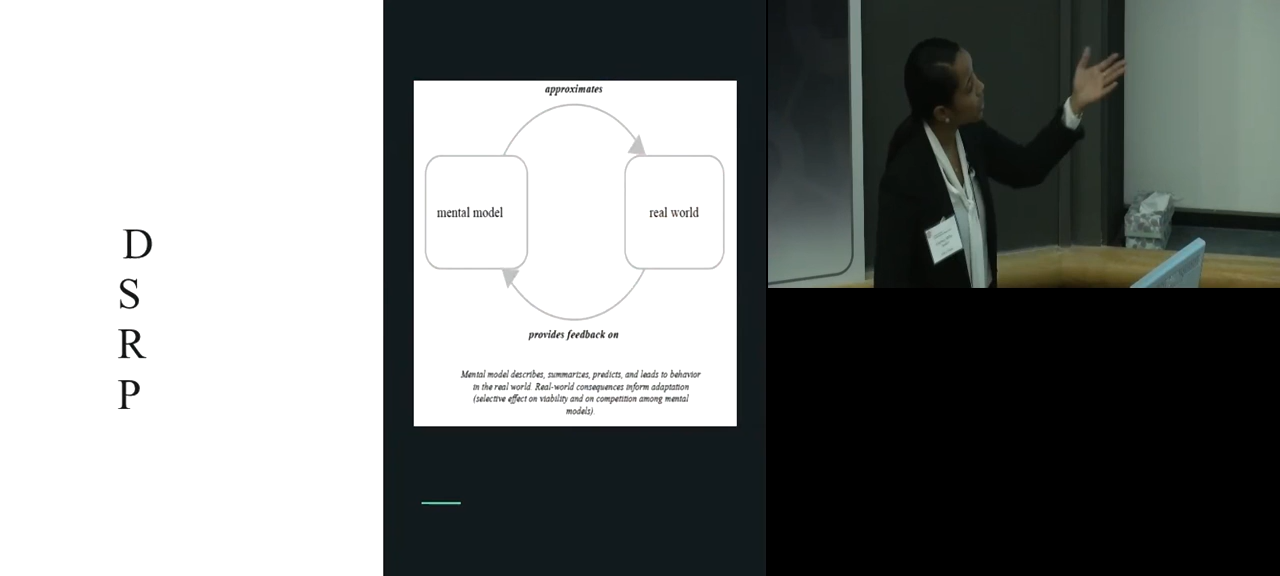 D
S
R
P
approximates
mental model
real world
provides feedback on
Mental model describes, summarizes, predicts, and leads to behavior
in the real world. Real-world consequences inform adaptation
(selective effect on viability and on competition among mental
models).